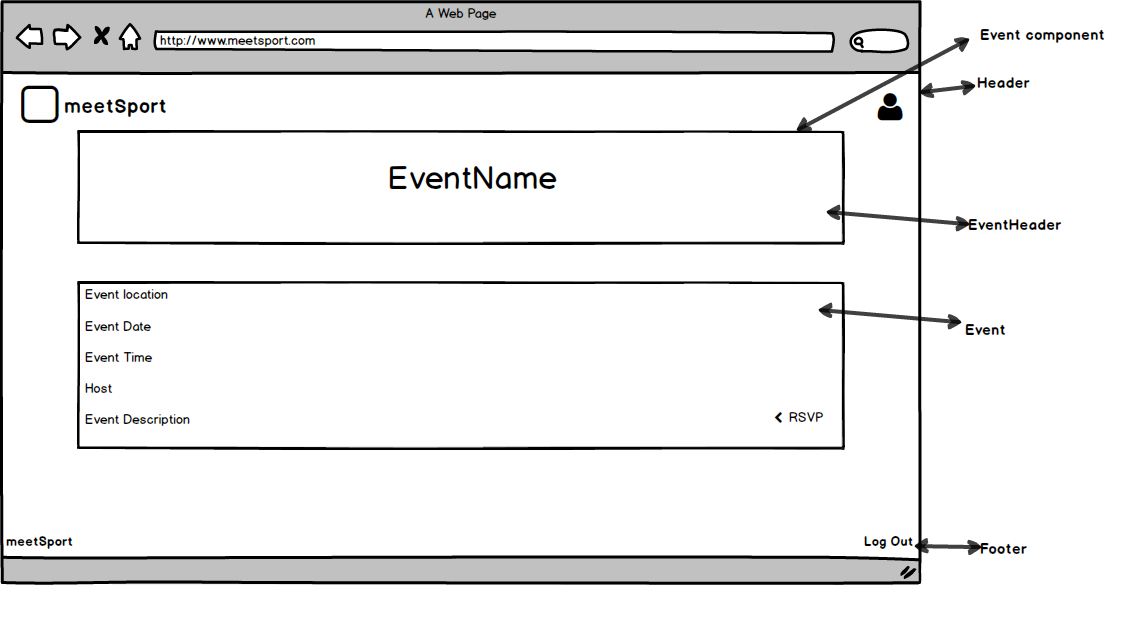 A Web Page
http://www.meetsport.com
Event component
Header
meetSport
EventName
EventHeader
Event location
Event Date
Event Time
Host
Event Description
RSVP
Event
meetSport
Log Out
Footer